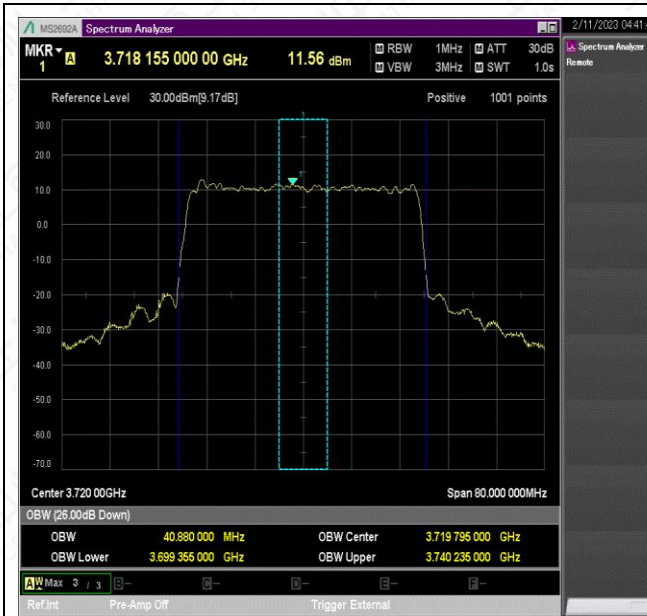 MS2692A Spectrum Analyzer
2/11/2023 04:41:
MKR 1 A 3.718 155 000 00 GHz 11.56 dBm
RBW 1MHz ATT 30dB
VBW 3MHz SWT 1.0s
Spectrum Analyzer
Remote
Reference Level 30.00dBm[9.17dB] Positive 1001 points
30.0
20.0
10.0
0.0
-10.0
-20.0
-30.0
-40.0
-50.0
-60.0
-70.0
1
Center 3.720 00GHz Span 80.000 000MHz
OBW (26.00dB Down)
OBW 40.880 000 MHz OBW Center 3.719 795 000 GHz
OBW Lower 3.699 355 000 GHz OBW Upper 3.740 235 000 GHz
A W Max 3 / 3 B- C- D- E- F-
Ref.Int Pre-Amp Off Trigger External